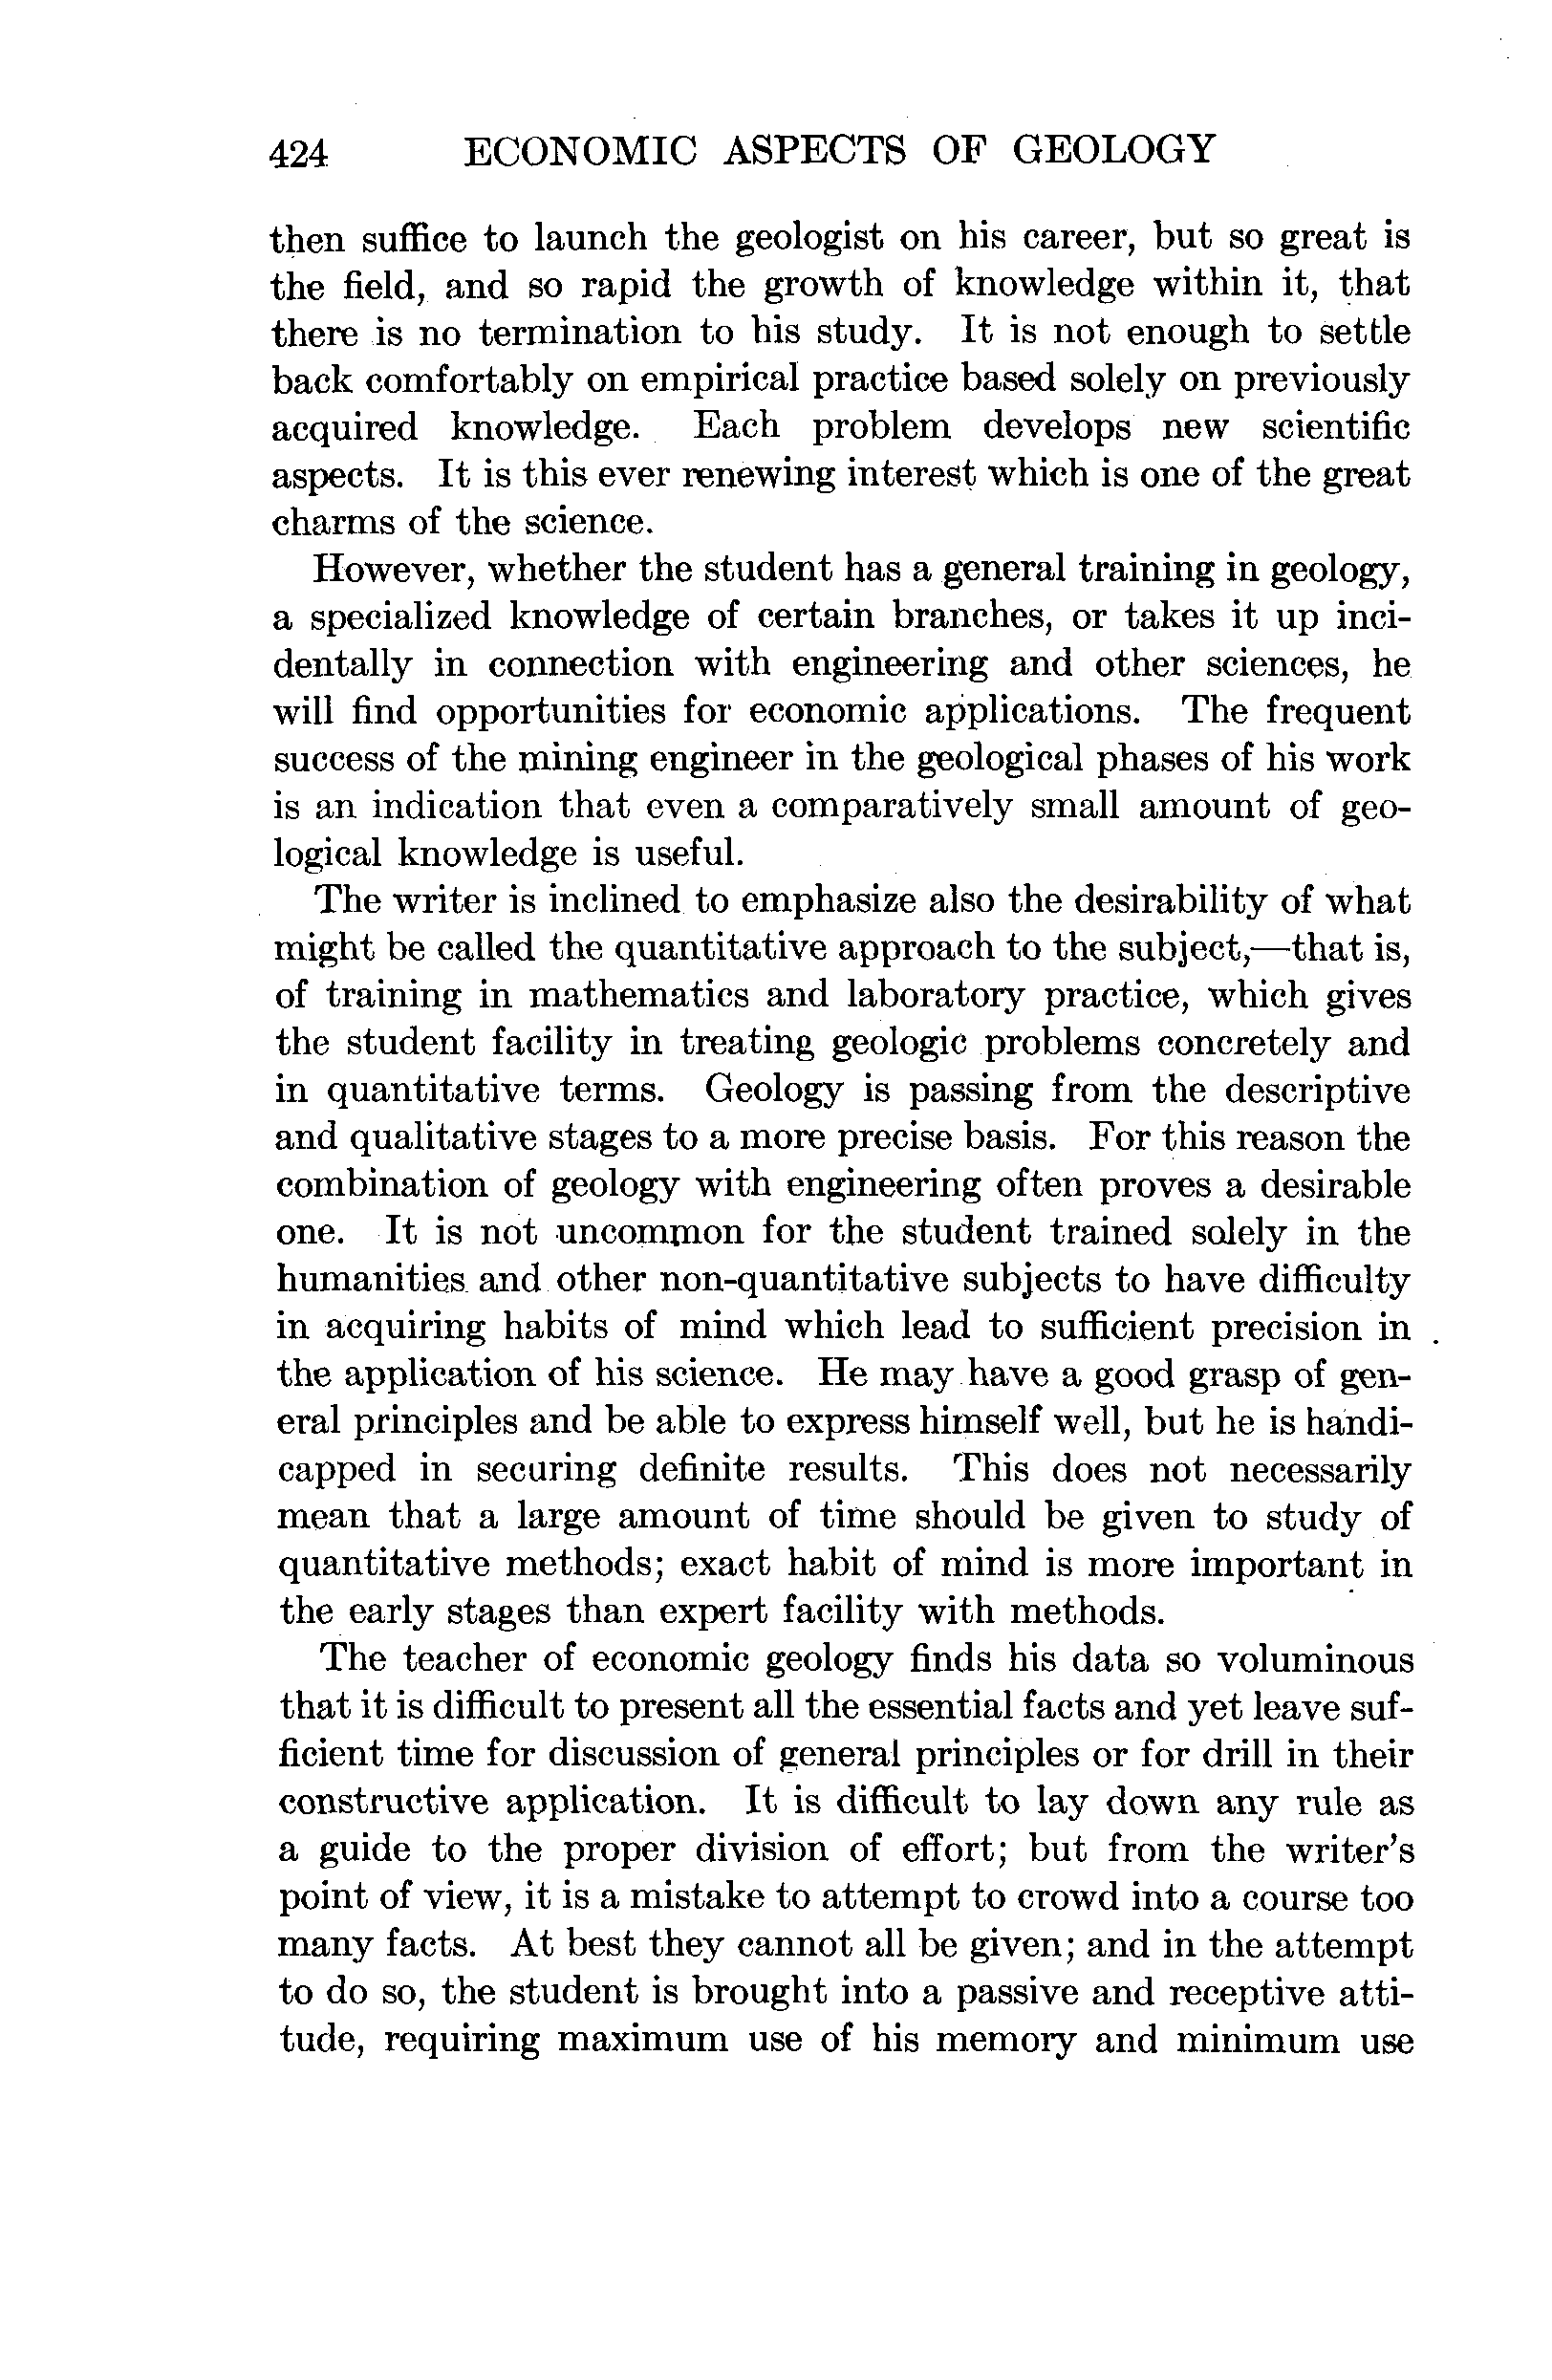 424 ECONOMIC ASPECTS OF GEOLOGY
then suffice to launch the geologist on his career, but so great is
the field, and so rapid the growth of knowledge within it, that
there is no termination to his study. It is not enough to settle
back comfortably on empirical practice based solely on previously
acquired knowledge. Each problem develops new scientific
aspects. It is this ever renewing interest which is one of the great
charms of the science.
However, whether the student has a general training in geology,
a specialized knowledge of certain branches, or takes it up inci-
dentally in connection with engineering and other sciences, he
will find opportunities for economic applications. The frequent
success of the mining engineer in the geological phases of his work
is an indication that even a comparatively small amount of geo-
logical knowledge is useful.
The writer is inclined to emphasize also the desirability of what
might be called the quantitative approach to the subject,—that is,
of training in mathematics and laboratory practice, which gives
the student facility in treating geologic problems concretely and
in quantitative terms. Geology is passing from the descriptive
and qualitative stages to a more precise basis. For this reason the
combination of geology with engineering often proves a desirable
one. It is not uncommon for the student trained solely in the
humanities and other non-quantitative subjects to have difficulty
in acquiring habits of mind which lead to sufficient precision in
the application of his science. He may have a good grasp of gen-
eral principles and be able to express himself well, but he is handi-
capped in securing definite results. This does not necessarily
mean that a large amount of time should be given to study of
quantitative methods; exact habit of mind is more important in
the early stages than expert facility with methods.
The teacher of economic geology finds his data so voluminous
that it is difficult to present all the essential facts and yet leave suf-
ficient time for discussion of general principles or for drill in their
constructive application. It is difficult to lay down any rule as
a guide to the proper division of effort; but from the writer's
point of view, it is a mistake to attempt to crowd into a course too
many facts. At best they cannot all be given; and in the attempt
to do so, the student is brought into a passive and receptive atti-
tude, requiring maximum use of his memory and minimum use